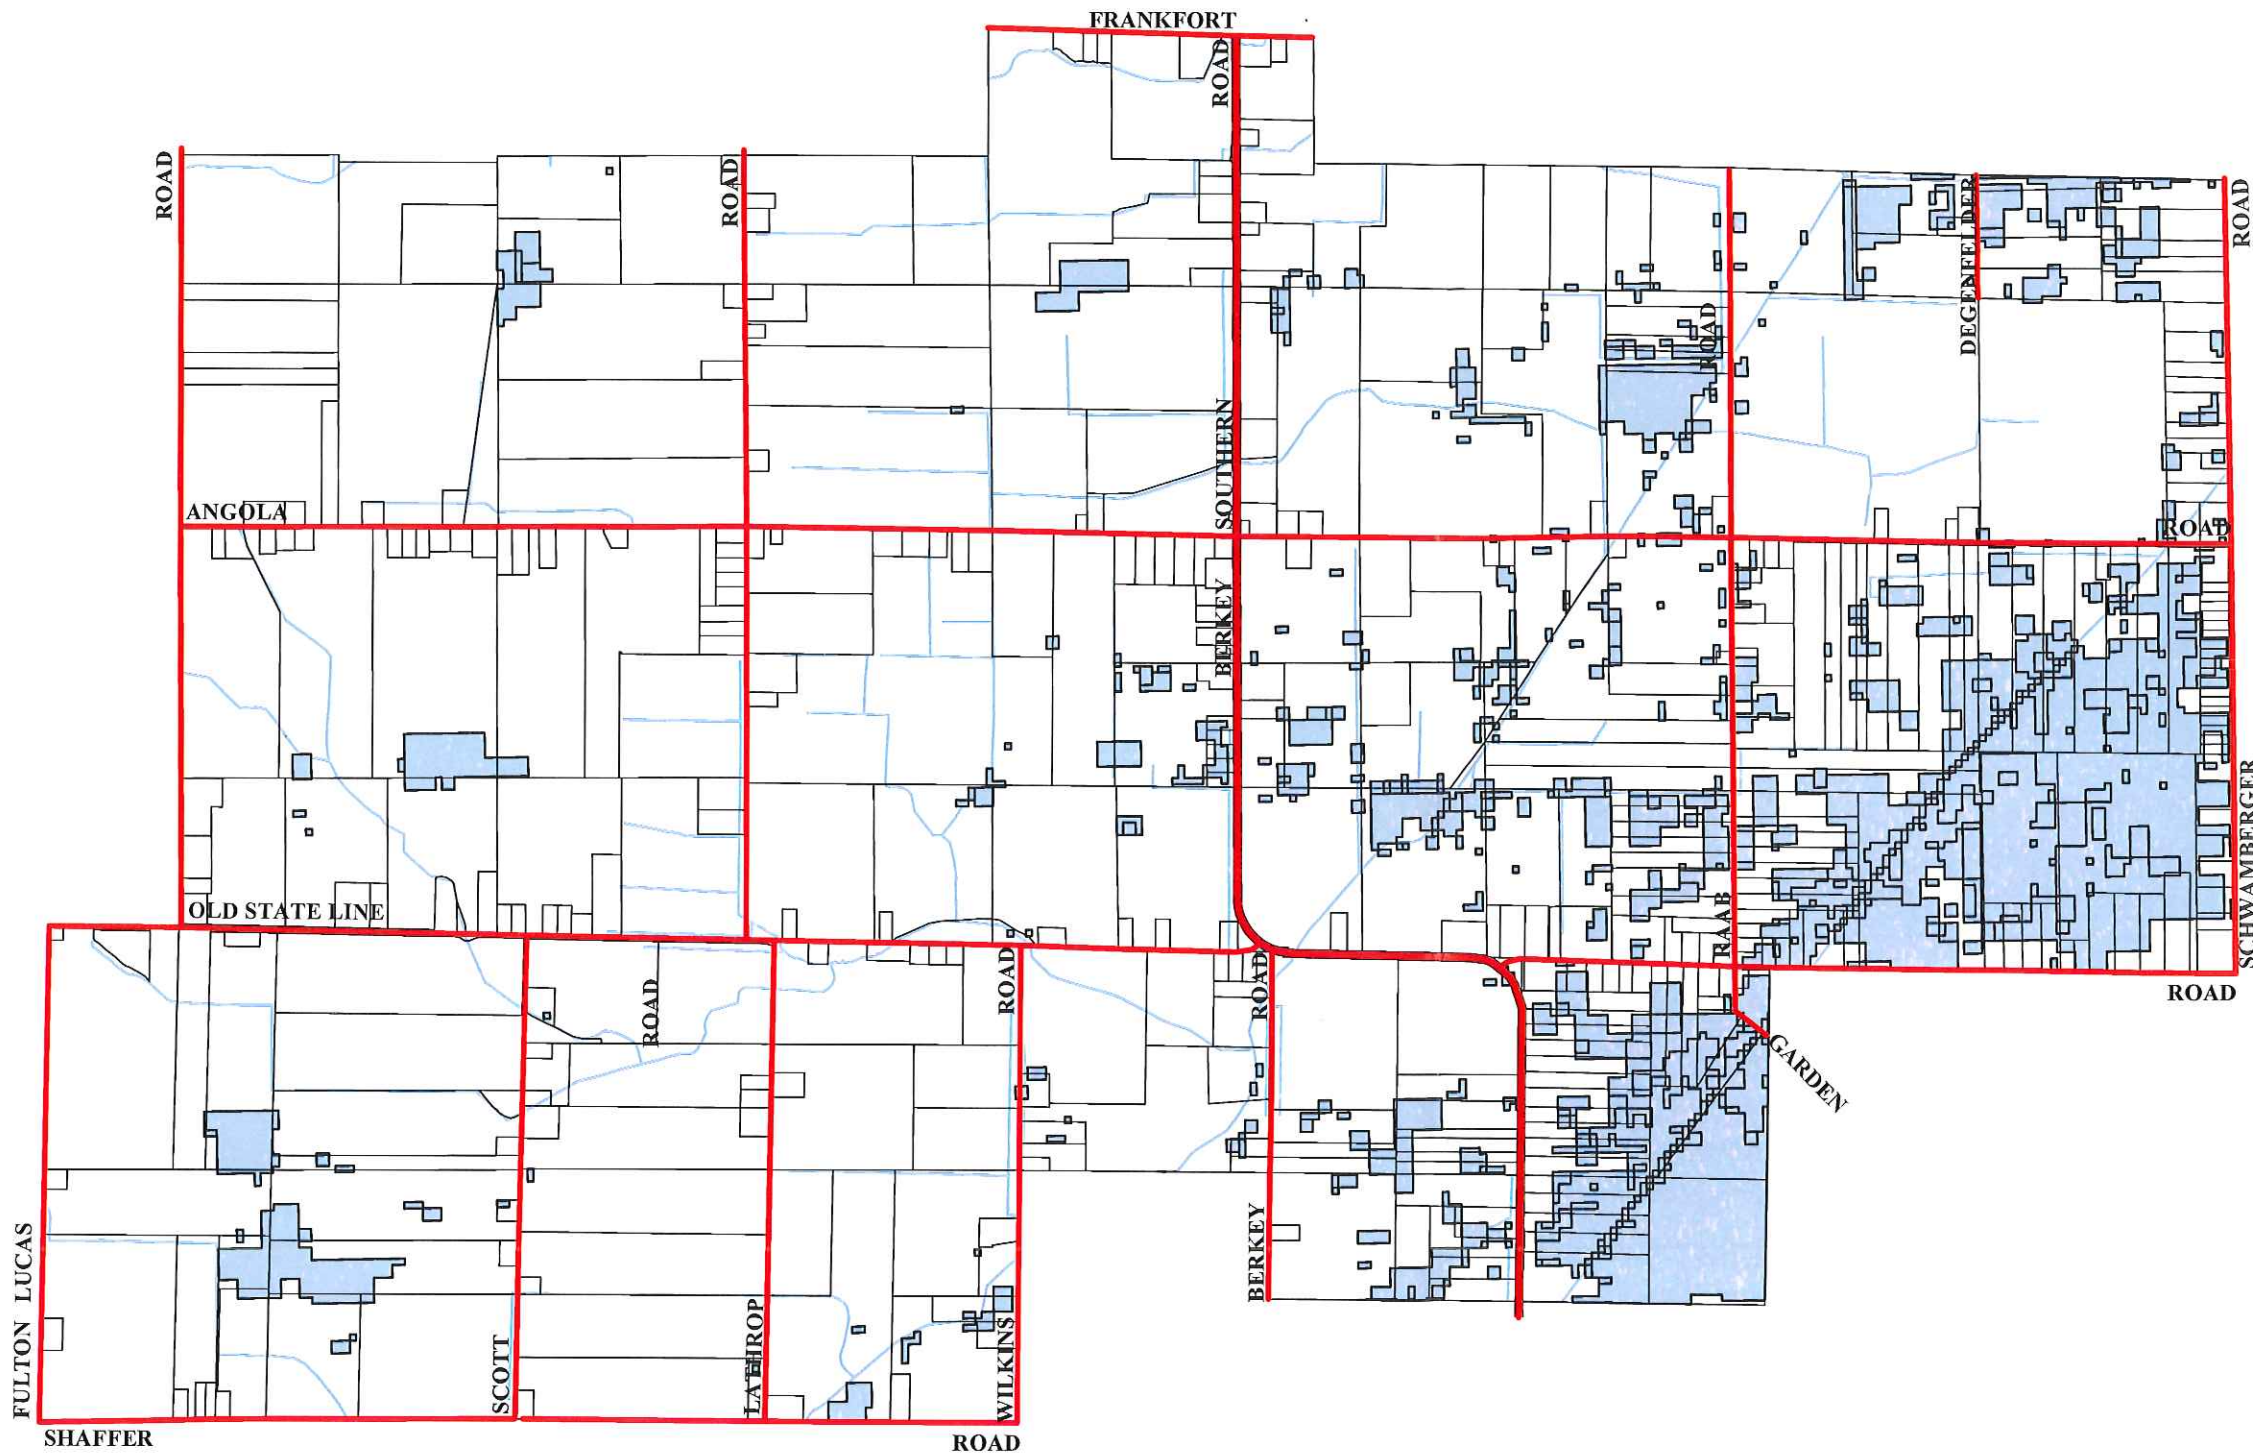 FRANKFORT
ROAD
ROAD
ROAD
ROAD
DEGENFELDER
ROAD
ROAD
SOUTHERN
ANGOLA
ROAD
BERKEY
OLD STATE LINE
RAAB
SCHWAMBERGER
ROAD
ROAD
ROAD
ROAD
GARDEN
FULTON LUCAS
SCOTT
LATHROP
WILKINS
BERKEY
SHAFFER
ROAD